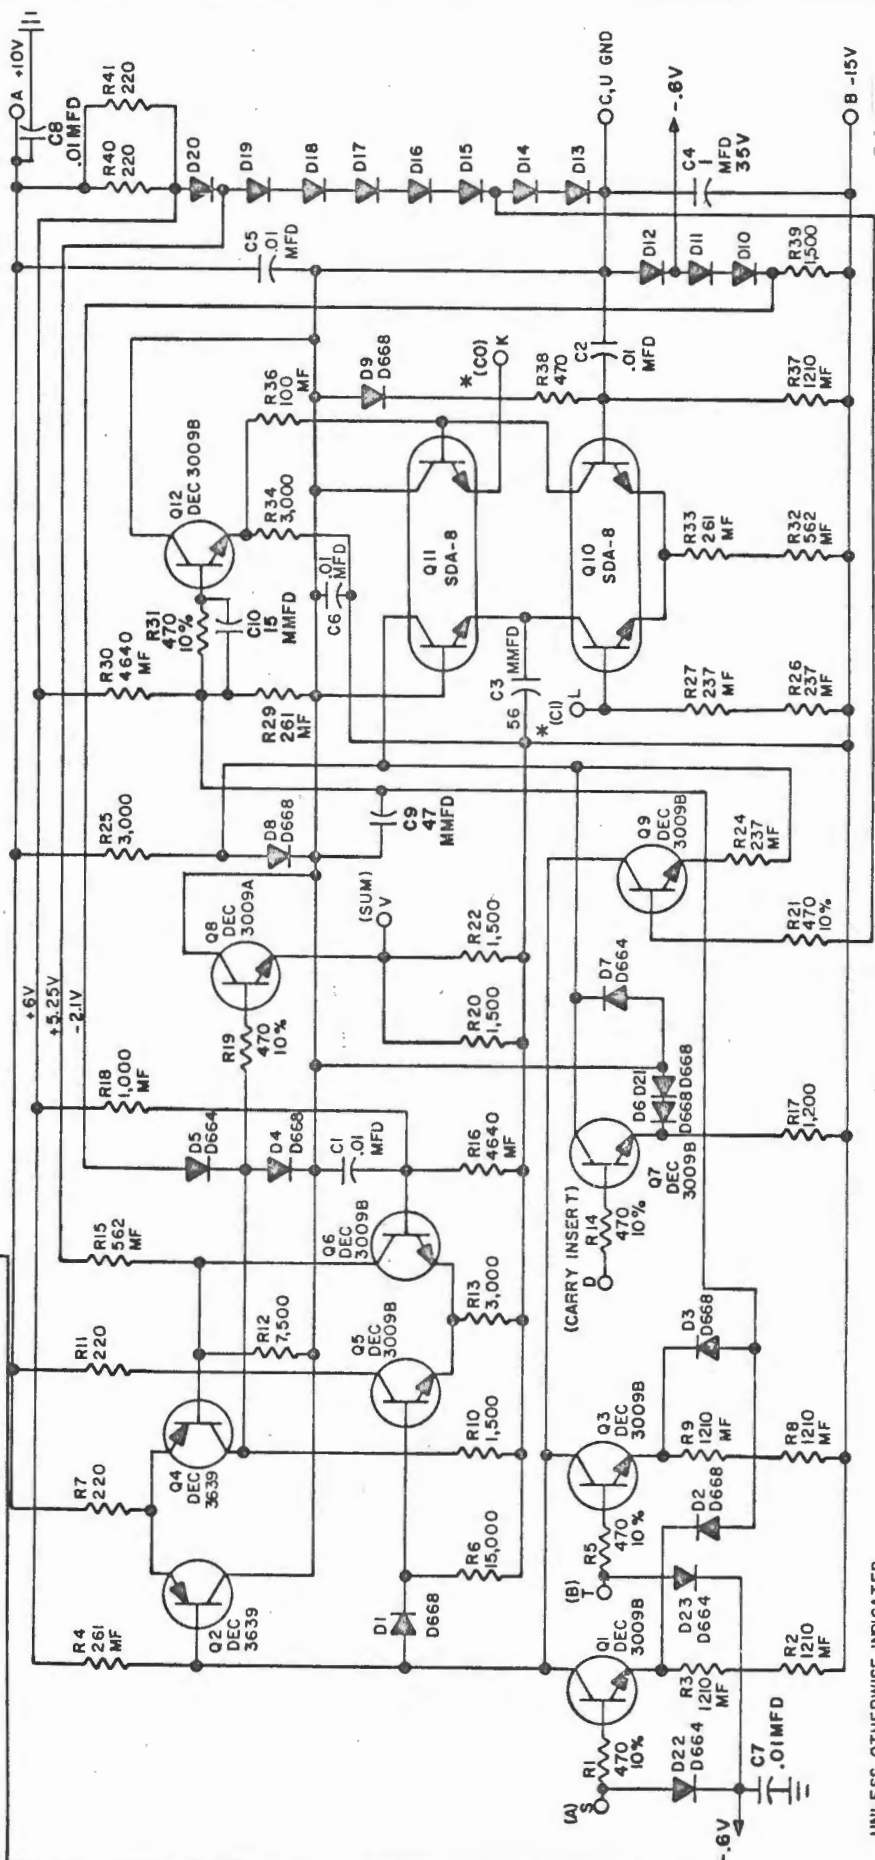 A +10V
C8
.01 MFD
R41
220
R40
220
D20
D19
D18
D17
D16
D15
D14
D13
C,U GND
-.6V
C4
1
MFD
35V
B -15V
C5
.01
MFD
D12
D11
D10
R39
1,500
D9
D668
R36
100
MF
*
(CO)
K
R38
470
C2
.01
MFD
R37
1210
MF
Q12
DEC 3009B
R34
3,000
Q11
SDA-8
Q10
SDA-8
R33
261
MF
R32
562
MF
R31
470
10%
C10
15
MMFD
C6
.01
MFD
R30
4640
MF
R29
261
MF
C3
MMFD
56
*
(CI)
L
R27
237
MF
R26
237
MF
R25
3,000
D8
D668
C9
47
MMFD
Q9
DEC
3009B
R24
237
MF
R21
470
10%
Q8
DEC
3009A
(SUM)
V
R22
1,500
R20
1,500
D7
D664
+6V
+5.25V
-2.1V
R19
470
10%
R18
1,000
MF
D5
D664
D4
D668
C1
.01
MFD
R16
4640
MF
D6 D21
D668 D668
Q7
DEC
3009B
R17
1,200
(CARRY INSERT)
D
R14
470
10%
R15
562
MF
Q6
DEC
3009B
R13
3,000
R12
7,500
Q5
DEC
3009B
R11
220
D3
D668
Q4
DEC
3639
R10
1,500
Q3
DEC
3009B
R9
1210
MF
R8
1210
MF
R7
220
D2
D668
R6
15,000
R5
470
10%
(B)
T
D23
D664
Q2
DEC
3639
D1
D668
R4
261
MF
Q1
DEC
3009B
R3
1210
MF
R2
1210
MF
R1
470
10%
(A)
S
D22
D664
C7
.01MFD
-.6V
UNLESS OTHERWISE INDICATED